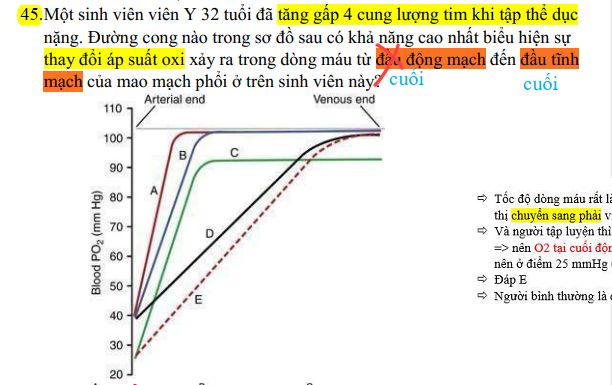 45.Một sinh viên viên Y 32 tuổi đã tăng gấp 4 cung lượng tim khi tập thể dục
nặng. Đường cong nào trong sơ đồ sau có khả năng cao nhất biểu hiện sự
thay đổi áp suất oxi xảy ra trong dòng máu từ đầu động mạch đến đầu tĩnh
mạch của mao mạch phổi ở trên sinh viên này? cuối cuối
Arterial end Venous end
110
100
90
80
70
60
50
40
30
20
Blood PO2 (mm Hg)
A
B
C
D
E
⇨ Tốc độ dòng máu rất
thị chuyển sang phải
⇨ Và người tập luyện thì
=> nên O2 tại cuối
nên ở điểm 25 mmHg
⇨ Đáp E
⇨ Người bình thường là